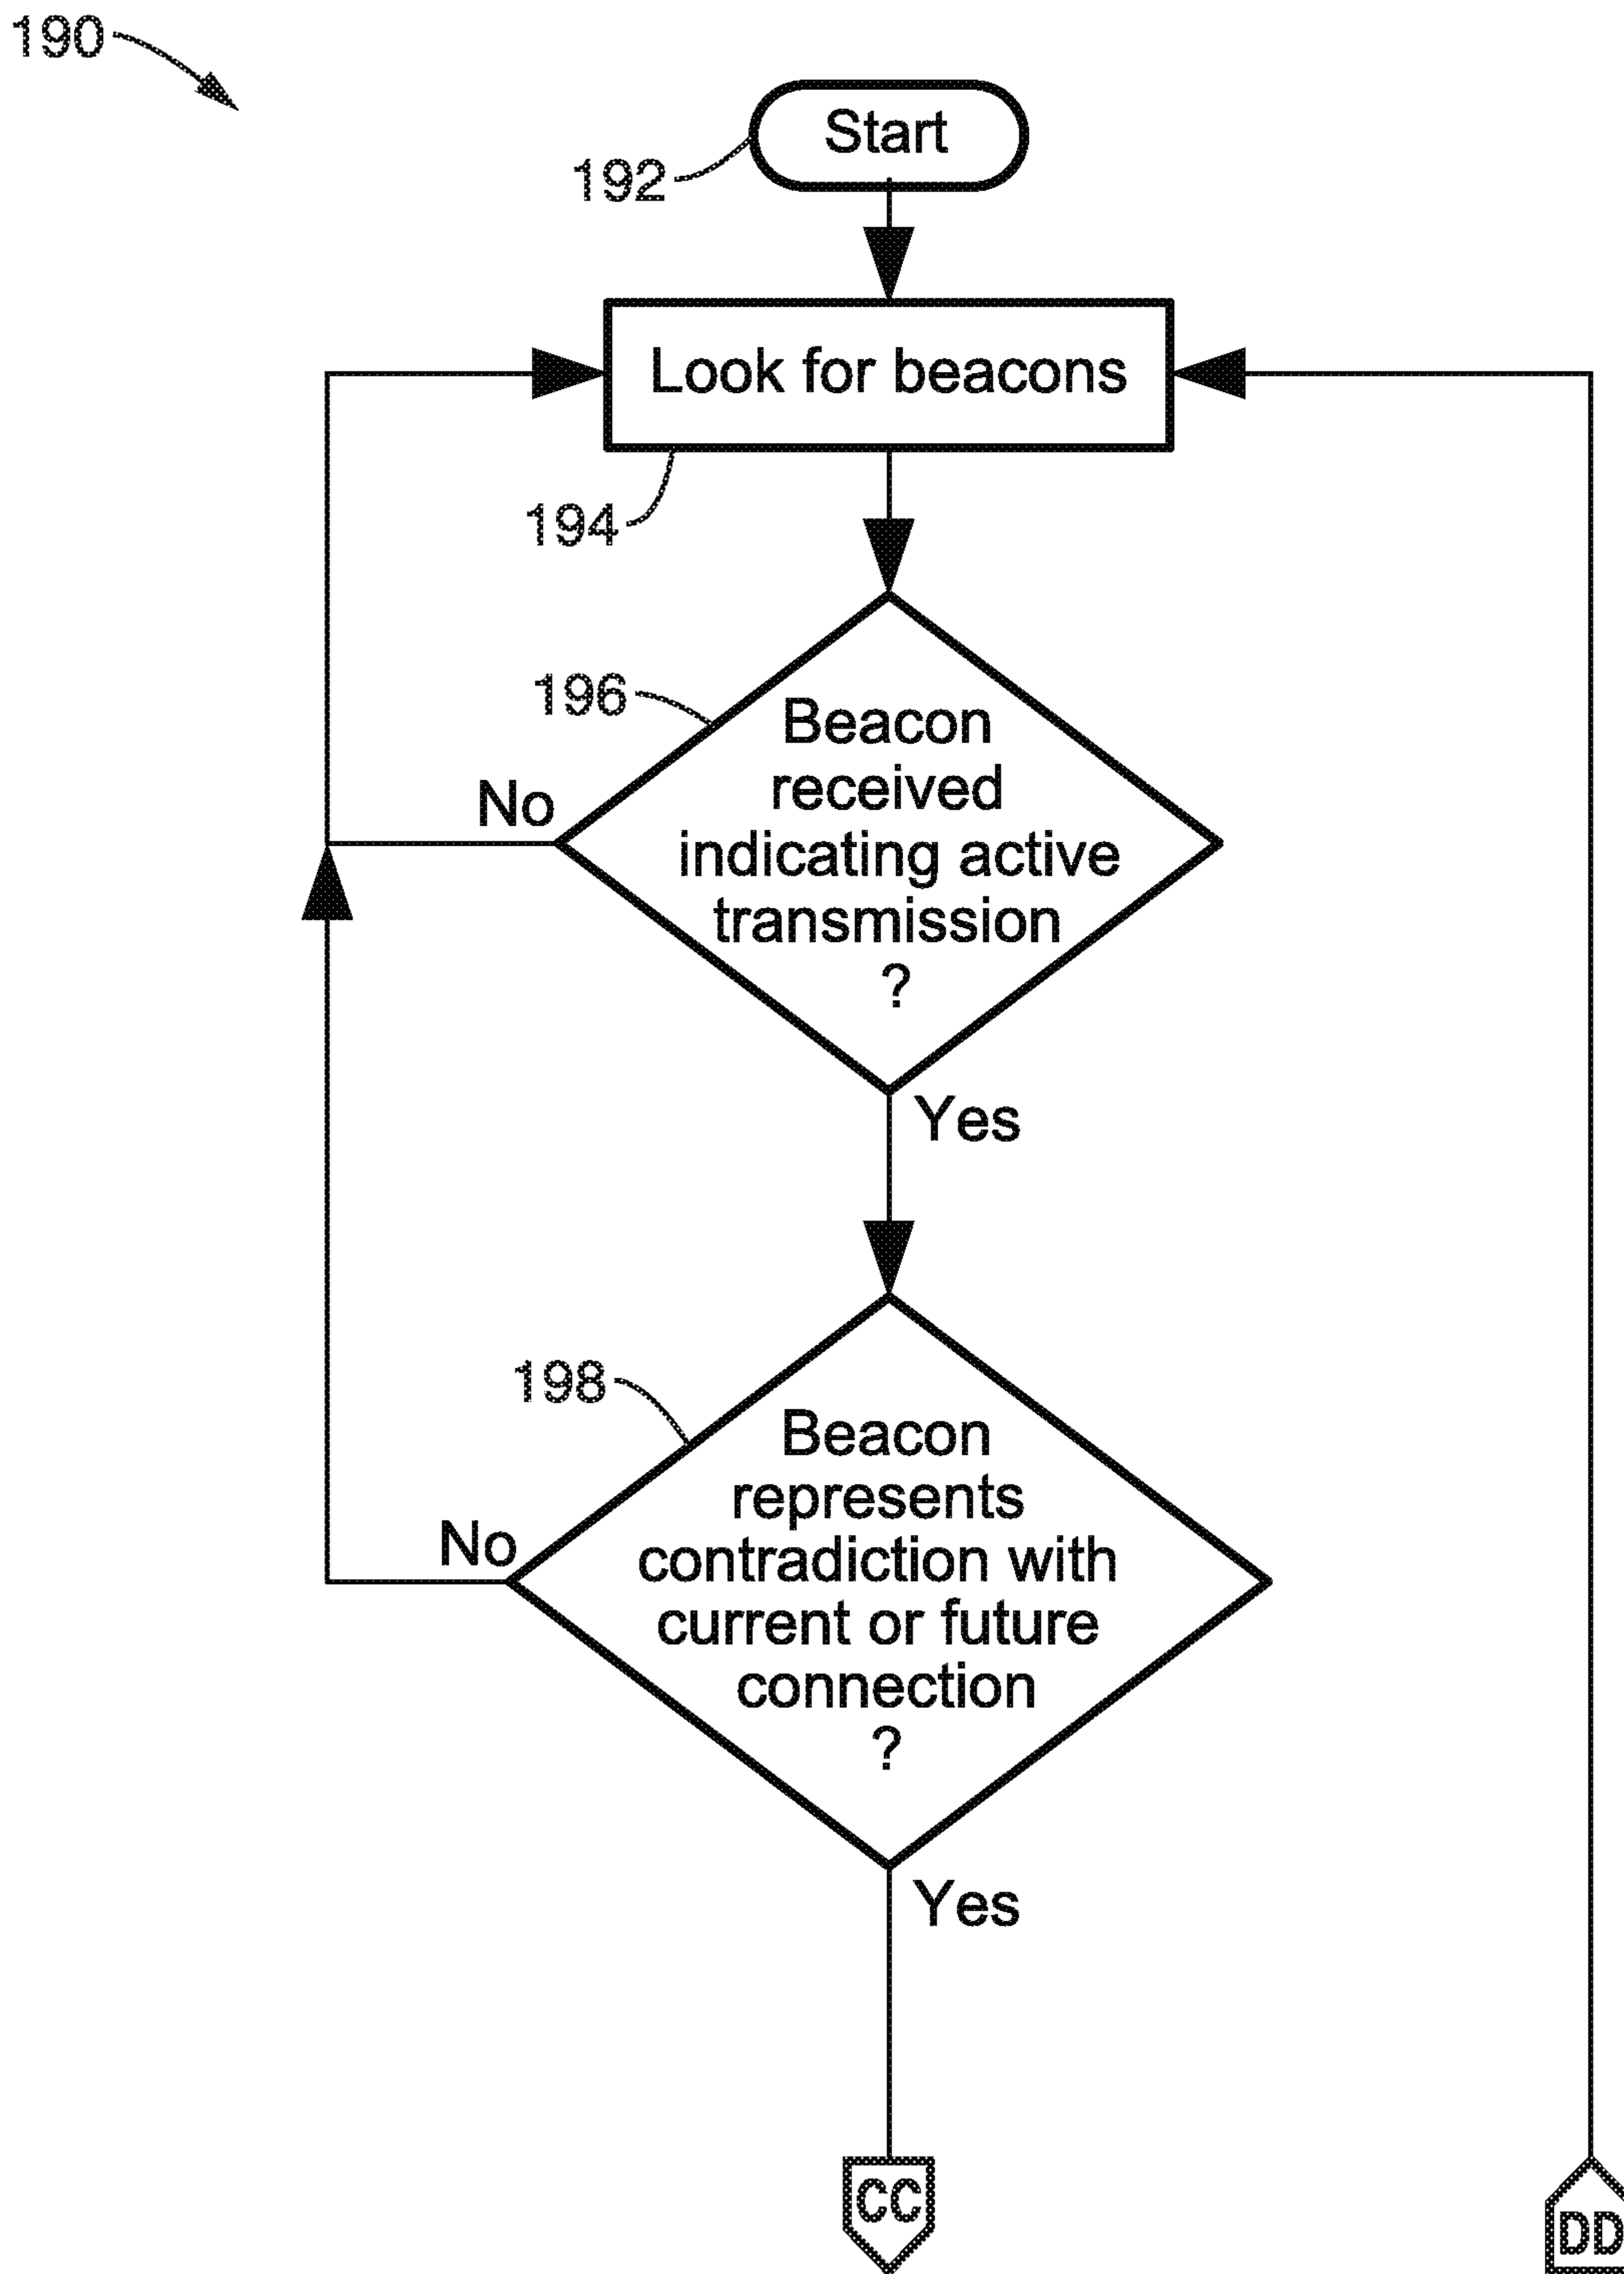 190
Start
192
Look for beacons
194
196
Beacon
received
indicating active
transmission
?
No
Yes
198
Beacon
represents
contradiction with
current or future
connection
?
No
Yes
CC
DD